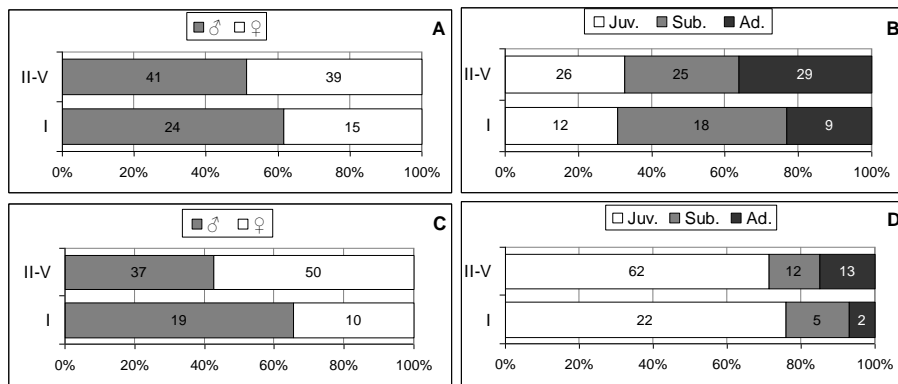 ♂ ♀ A
II-V 41 39
I 24 15
0% 20% 40% 60% 80% 100%
Juv. Sub. Ad. B
II-V 26 25 29
I 12 18 9
0% 20% 40% 60% 80% 100%
♂ ♀ C
II-V 37 50
I 19 10
0% 20% 40% 60% 80% 100%
Juv. Sub. Ad. D
II-V 62 12 13
I 22 5 2
0% 20% 40% 60% 80% 100%